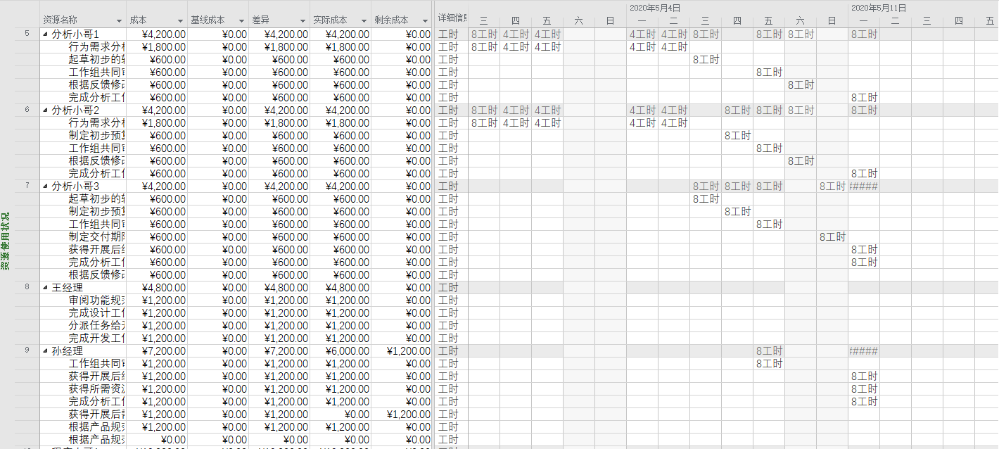 2020年5月4日 2020年5月11日
资源名称 成本 基线成本 差异 实际成本 剩余成本 详细信息 三 四 五 六 日 一 二 三 四 五 六 日 一 二 三 四 五
5 分析小哥1 ¥4,200.00 ¥0.00 ¥4,200.00 ¥4,200.00 ¥0.00 工时 8工时 4工时 4工时 4工时 4工时 8工时 8工时 8工时 8工时
行为需求分析 ¥1,800.00 ¥0.00 ¥1,800.00 ¥1,800.00 ¥0.00 工时 8工时 4工时 4工时 4工时 4工时
起草初步的 ¥600.00 ¥0.00 ¥600.00 ¥600.00 ¥0.00 工时 8工时
工作组共同 ¥600.00 ¥0.00 ¥600.00 ¥600.00 ¥0.00 工时 8工时
根据反馈修改 ¥600.00 ¥0.00 ¥600.00 ¥600.00 ¥0.00 工时 8工时
完成分析工作 ¥600.00 ¥0.00 ¥600.00 ¥600.00 ¥0.00 工时 8工时
6 分析小哥2 ¥4,200.00 ¥0.00 ¥4,200.00 ¥4,200.00 ¥0.00 工时 8工时 4工时 4工时 4工时 4工时 8工时 8工时 8工时 8工时
行为需求分析 ¥1,800.00 ¥0.00 ¥1,800.00 ¥1,800.00 ¥0.00 工时 8工时 4工时 4工时 4工时 4工时
制定初步预算 ¥600.00 ¥0.00 ¥600.00 ¥600.00 ¥0.00 工时 8工时
工作组共同 ¥600.00 ¥0.00 ¥600.00 ¥600.00 ¥0.00 工时 8工时
根据反馈修改 ¥600.00 ¥0.00 ¥600.00 ¥600.00 ¥0.00 工时 8工时
完成分析工作 ¥600.00 ¥0.00 ¥600.00 ¥600.00 ¥0.00 工时 8工时
7 分析小哥3 ¥4,200.00 ¥0.00 ¥4,200.00 ¥4,200.00 ¥0.00 工时 8工时 8工时 8工时 8工时 #####
起草初步的 ¥600.00 ¥0.00 ¥600.00 ¥600.00 ¥0.00 工时 8工时
制定初步预算 ¥600.00 ¥0.00 ¥600.00 ¥600.00 ¥0.00 工时 8工时
工作组共同 ¥600.00 ¥0.00 ¥600.00 ¥600.00 ¥0.00 工时 8工时
制定交付期限 ¥600.00 ¥0.00 ¥600.00 ¥600.00 ¥0.00 工时 8工时
获得开展后 ¥600.00 ¥0.00 ¥600.00 ¥600.00 ¥0.00 工时 8工时
完成分析工作 ¥600.00 ¥0.00 ¥600.00 ¥600.00 ¥0.00 工时 8工时
根据反馈修改 ¥600.00 ¥0.00 ¥600.00 ¥600.00 ¥0.00 工时
8 王经理 ¥4,800.00 ¥0.00 ¥4,800.00 ¥4,800.00 ¥0.00 工时
审阅功能规范 ¥1,200.00 ¥0.00 ¥1,200.00 ¥1,200.00 ¥0.00 工时
完成设计工作 ¥1,200.00 ¥0.00 ¥1,200.00 ¥1,200.00 ¥0.00 工时
分派任务给 ¥1,200.00 ¥0.00 ¥1,200.00 ¥1,200.00 ¥0.00 工时
完成开发工作 ¥1,200.00 ¥0.00 ¥1,200.00 ¥1,200.00 ¥0.00 工时
9 孙经理 ¥7,200.00 ¥0.00 ¥7,200.00 ¥6,000.00 ¥1,200.00 工时 8工时 #####
工作组共同 ¥1,200.00 ¥0.00 ¥1,200.00 ¥1,200.00 ¥0.00 工时 8工时
获得开展后 ¥1,200.00 ¥0.00 ¥1,200.00 ¥1,200.00 ¥0.00 工时 8工时
获得所需资源 ¥1,200.00 ¥0.00 ¥1,200.00 ¥1,200.00 ¥0.00 工时 8工时
完成分析工作 ¥1,200.00 ¥0.00 ¥1,200.00 ¥1,200.00 ¥0.00 工时 8工时
获得开展后 ¥1,200.00 ¥0.00 ¥1,200.00 ¥0.00 ¥1,200.00 工时
根据产品规范 ¥1,200.00 ¥0.00 ¥1,200.00 ¥1,200.00 ¥0.00 工时
根据产品规范 ¥0.00 ¥0.00 ¥0.00 ¥0.00 ¥0.00 工时
资源使用状况